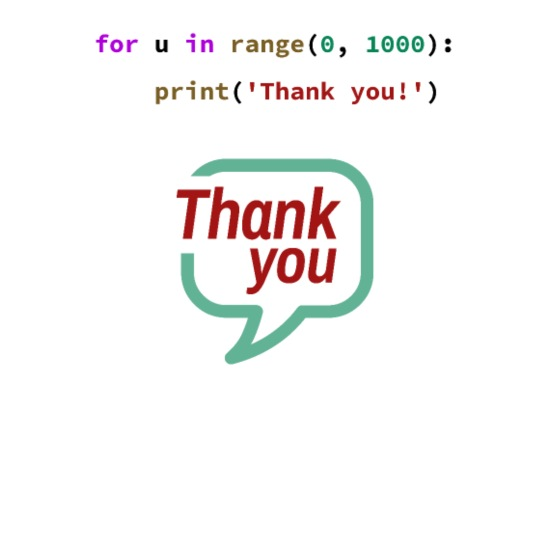 for u in range(0, 1000):
    print('Thank you!')
Thank
you